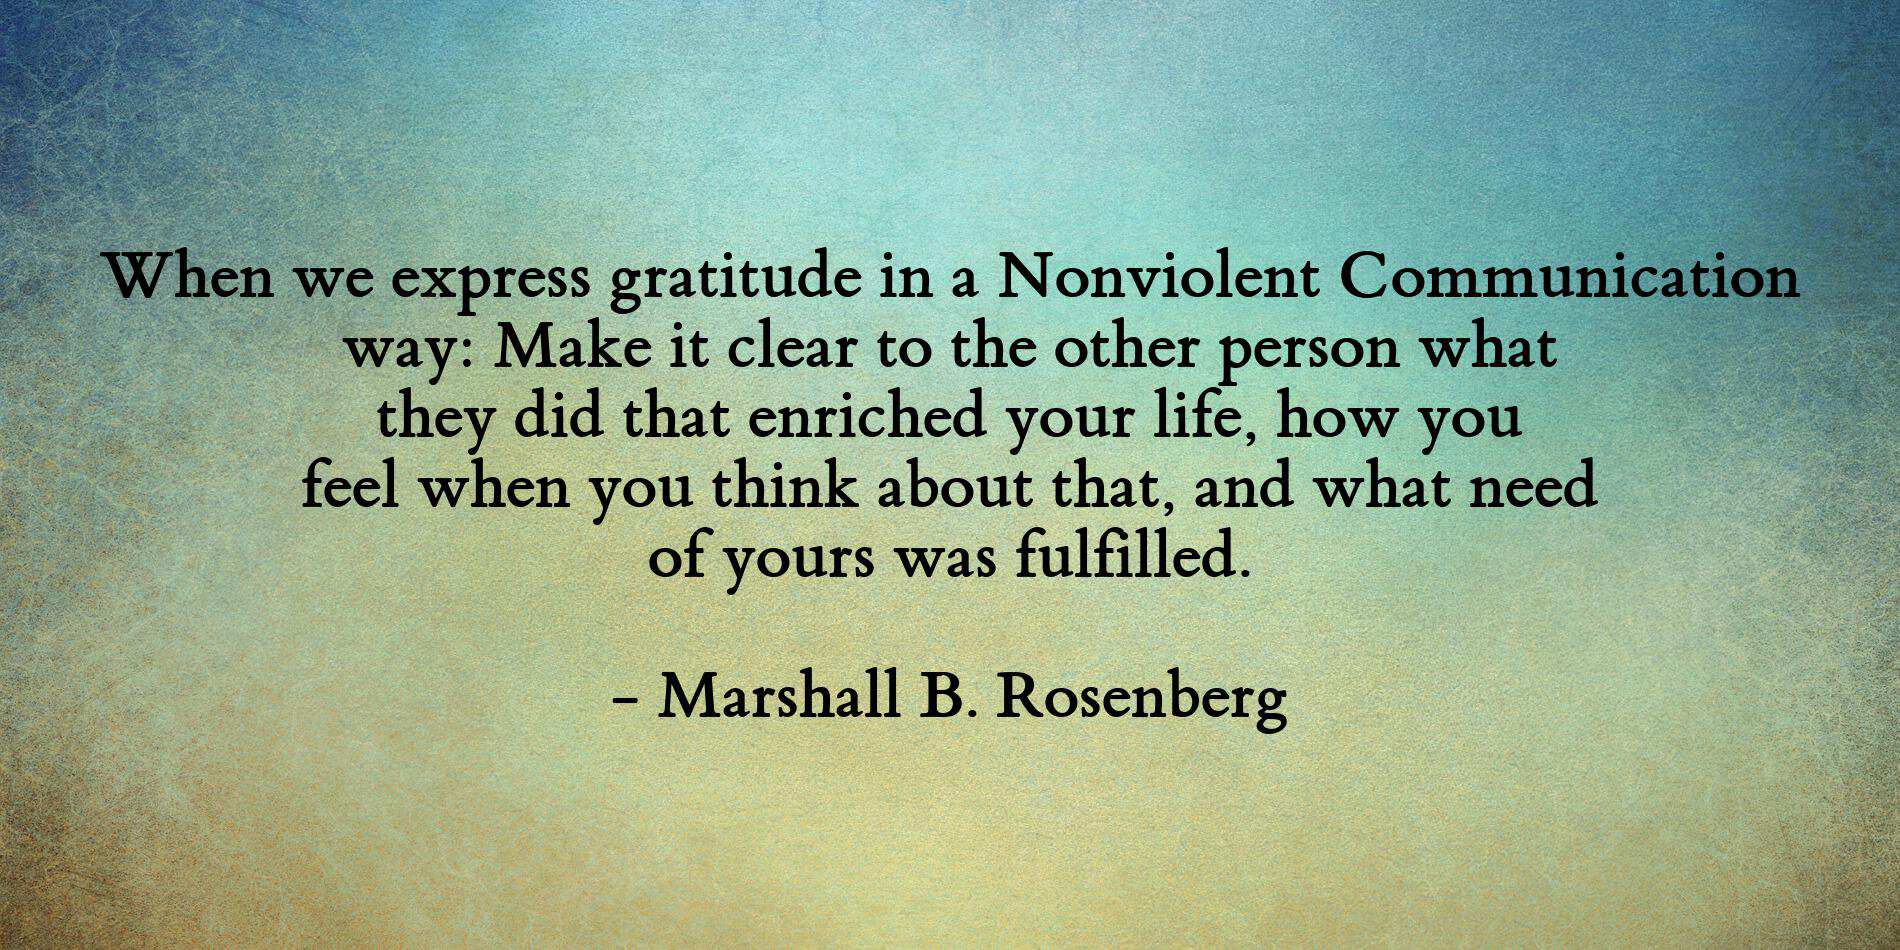 When we express gratitude in a Nonviolent Communication
way: Make it clear to the other person what
they did that enriched your life, how you
feel when you think about that, and what need
of yours was fulfilled.
– Marshall B. Rosenberg